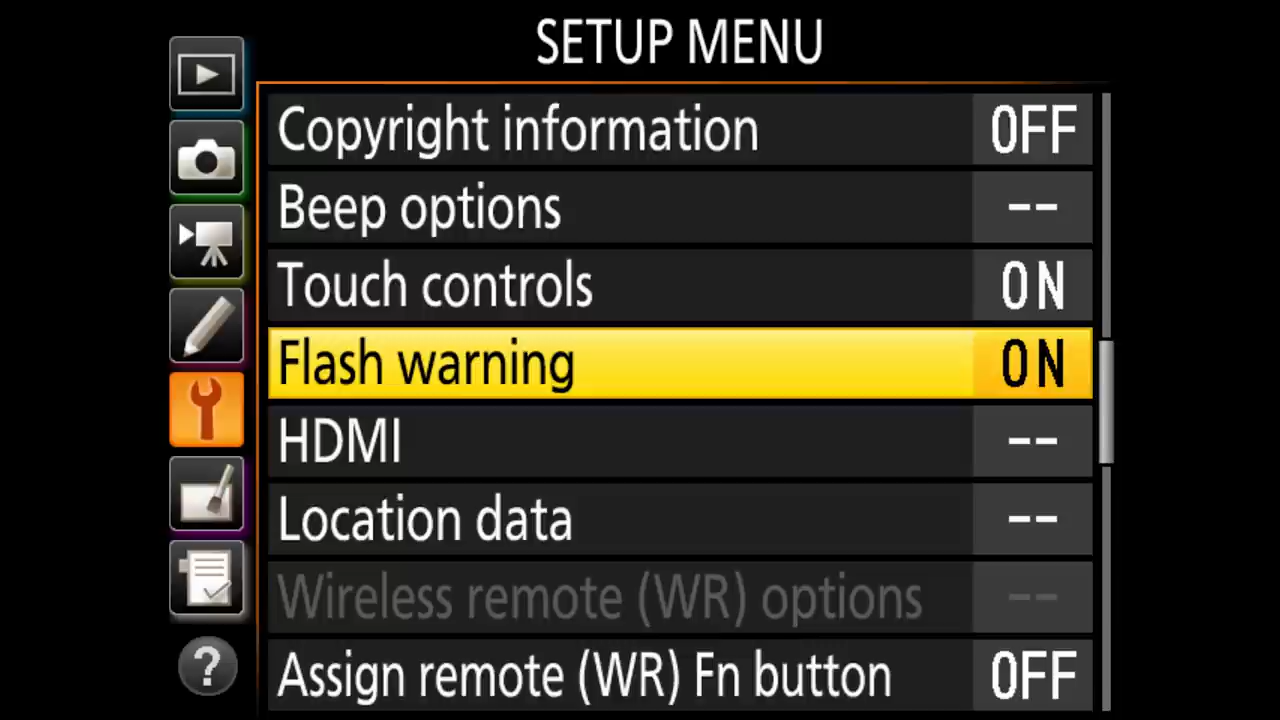 SETUP MENU
Copyright information OFF
Beep options --
Touch controls ON
Flash warning ON
HDMI --
Location data --
Wireless remote (WR) options --
Assign remote (WR) Fn button OFF
?